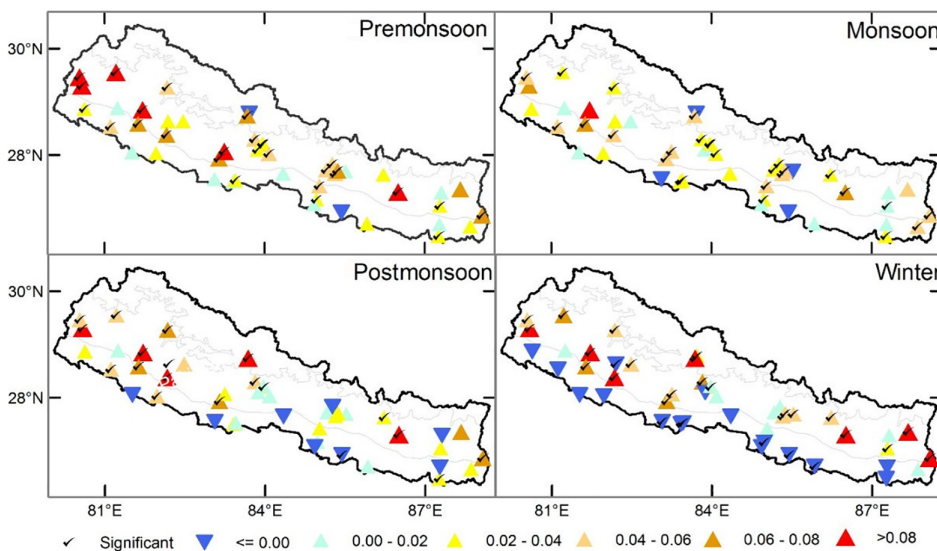 Premonsoon
Monsoon
30°N
28°N
Postmonsoon
Winter
30°N
28°N
81°E 84°E 87°E 81°E 84°E 87°E
Significant <= 0.00 0.00 - 0.02 0.02 - 0.04 0.04 - 0.06 0.06 - 0.08 >0.08